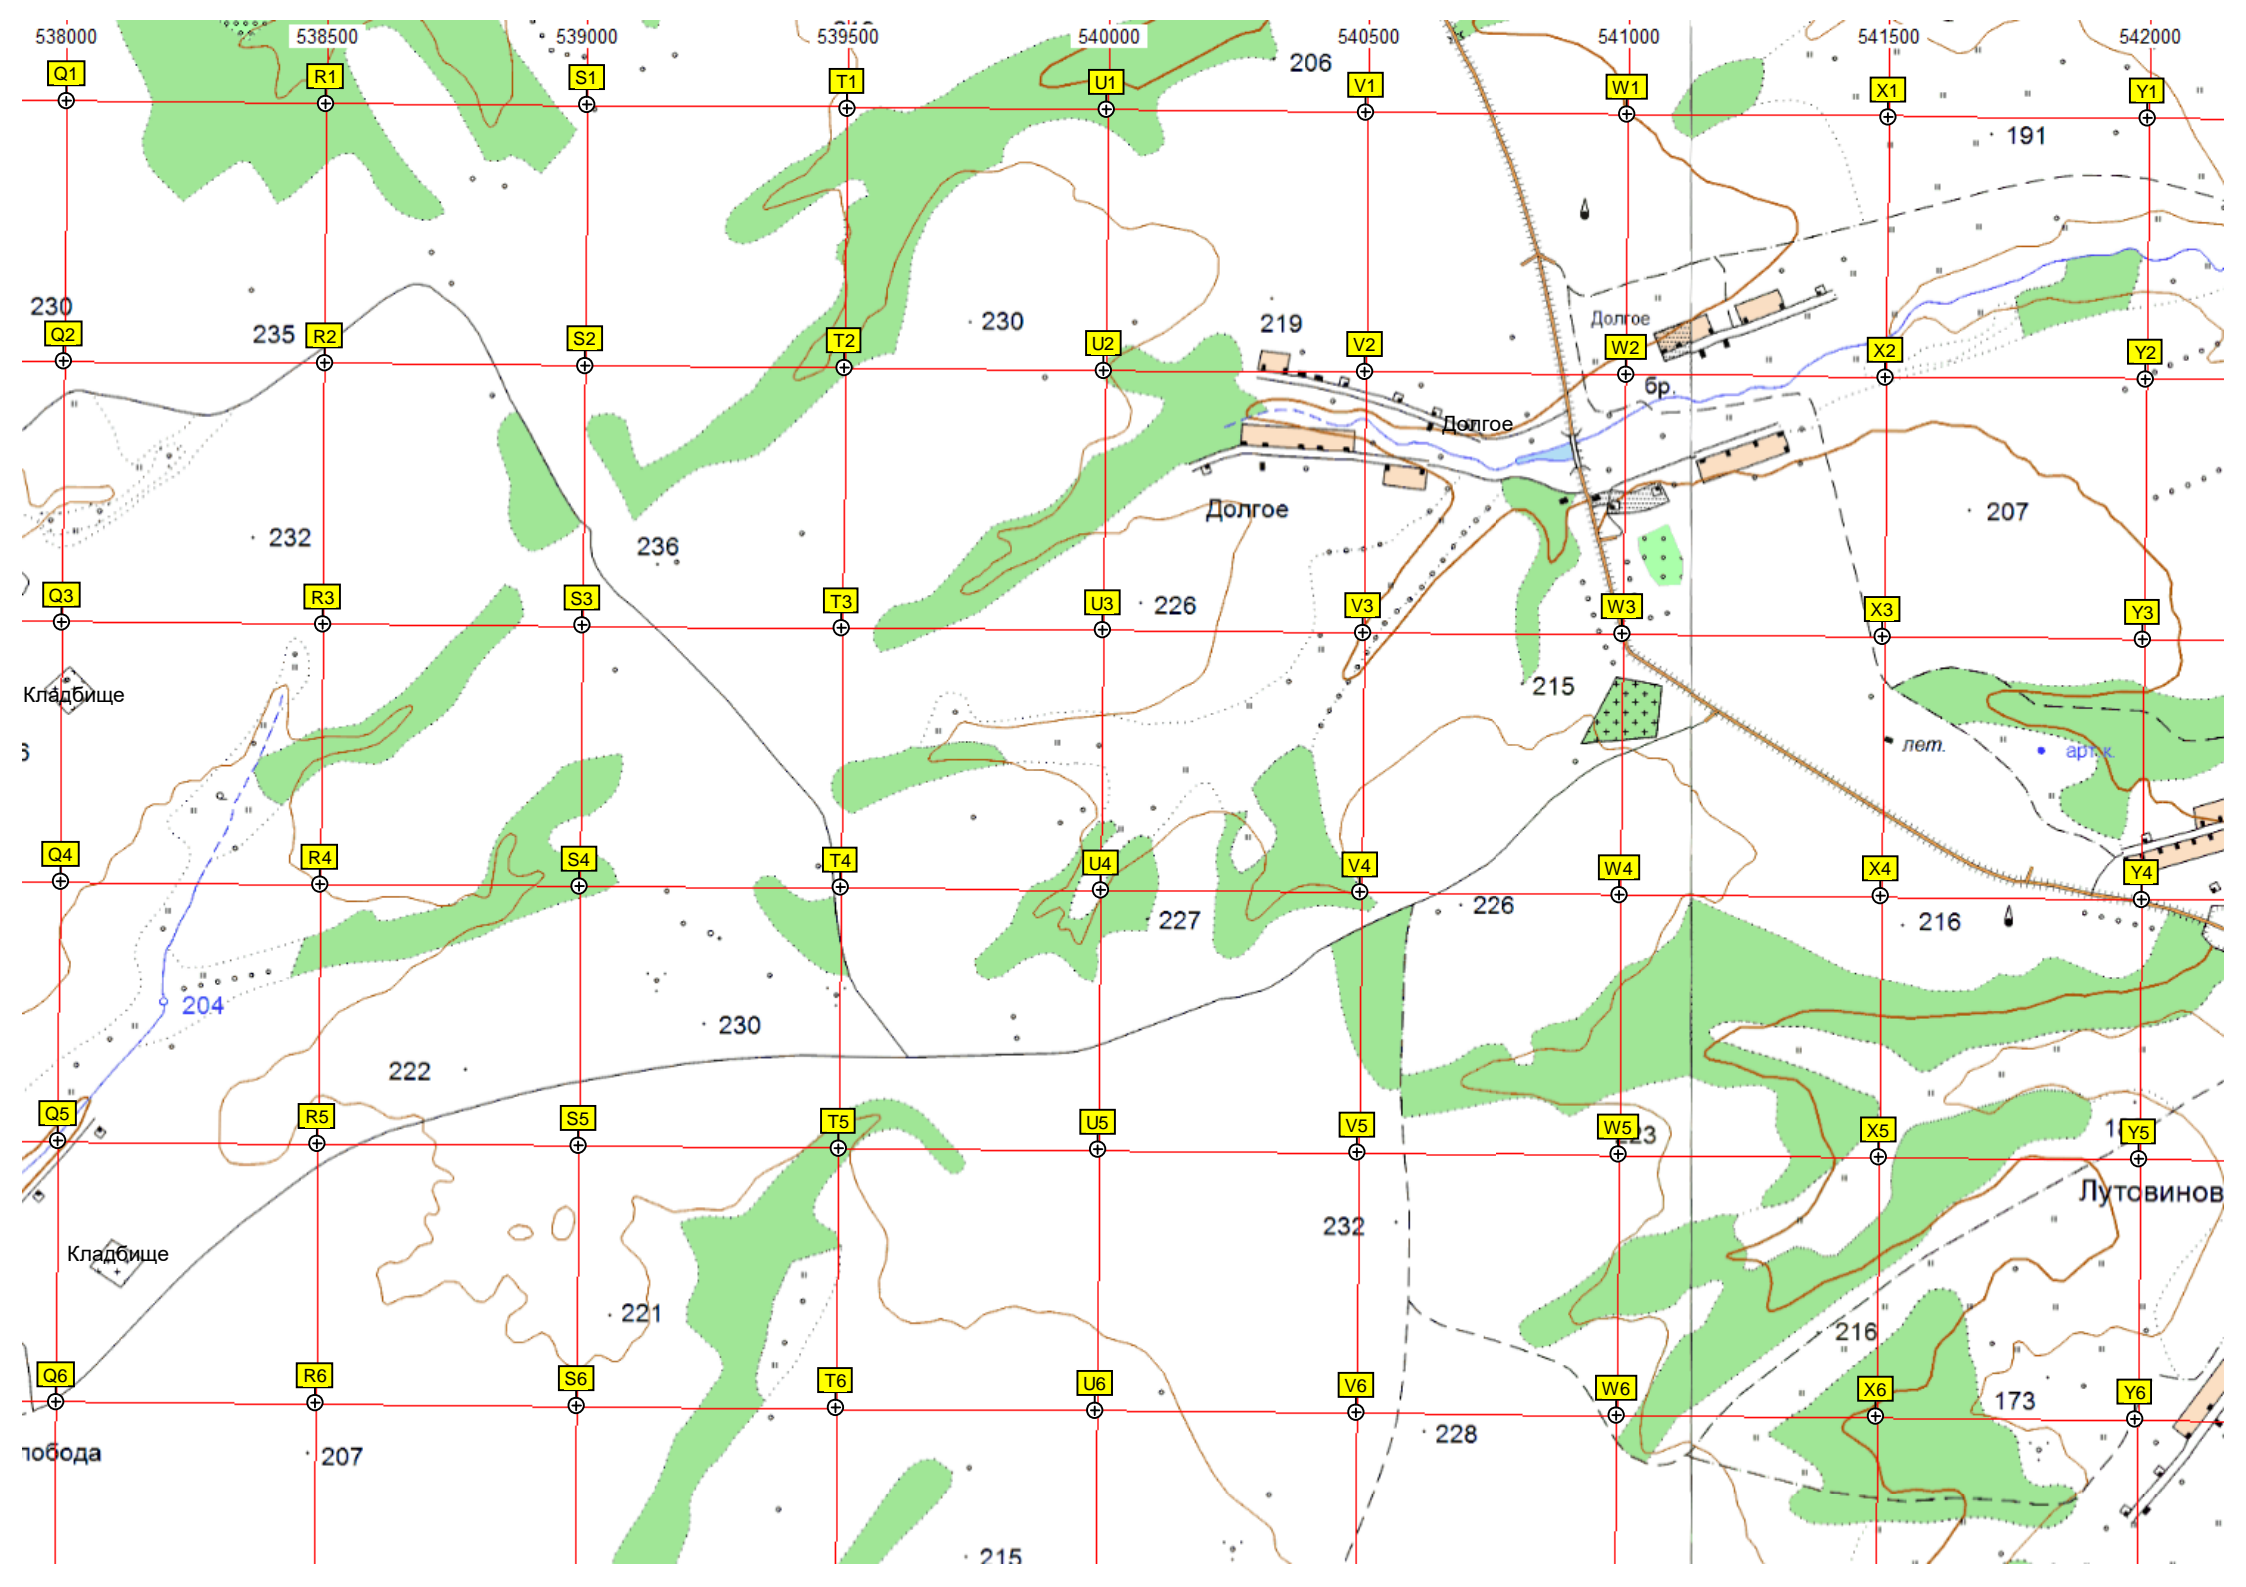 538000 538500 539000 539500 540000 540500 541000 541500 542000
206
Q1 R1 S1 T1 U1 V1 W1 X1 Y1
191
230
235 230 219 Долгое
Q2 R2 S2 T2 U2 V2 W2 X2 Y2
бр.
Долгое
Долгое 207
232 236
Q3 R3 S3 T3 U3 226 V3 W3 X3 Y3
Кладбище 215
лет. арт.к.
Q4 R4 S4 T4 U4 V4 W4 X4 Y4
227 226 216
204 230
222
Q5 R5 S5 T5 U5 V5 W5 X5 Y5
Лутовинов
232
Кладбище
221 216
Q6 R6 S6 T6 U6 V6 W6 X6 Y6
173
228
лобода 207
215